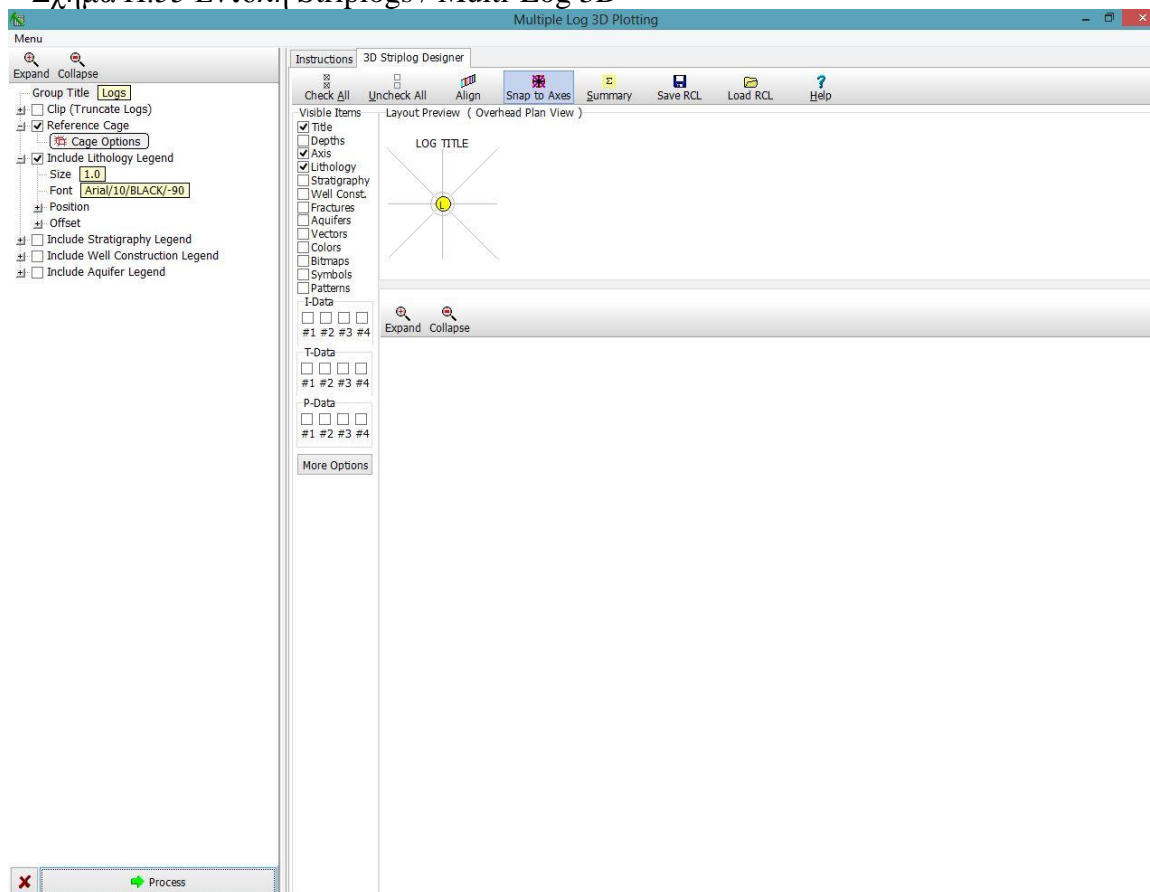 Σχήμα Π.33 Εντολή Striplogs / Multi-Log 3D
Multiple Log 3D Plotting
Menu
Expand Collapse
Group Title Logs
Clip (Truncate Logs)
Reference Cage
Cage Options
Include Lithology Legend
Size 1.0
Font Arial/10/BLACK/-90
Position
Offset
Include Stratigraphy Legend
Include Well Construction Legend
Include Aquifer Legend
Process
Instructions 3D Striplog Designer
Check All Uncheck All Align Snap to Axes Summary Save RCL Load RCL Help
Visible Items
Title
Depths
Axis
Lithology
Stratigraphy
Well Const.
Fractures
Aquifers
Vectors
Colors
Bitmaps
Symbols
Patterns
I-Data
#1 #2 #3 #4
T-Data
#1 #2 #3 #4
P-Data
#1 #2 #3 #4
More Options
Layout Preview ( Overhead Plan View )
LOG TITLE
L
Expand Collapse